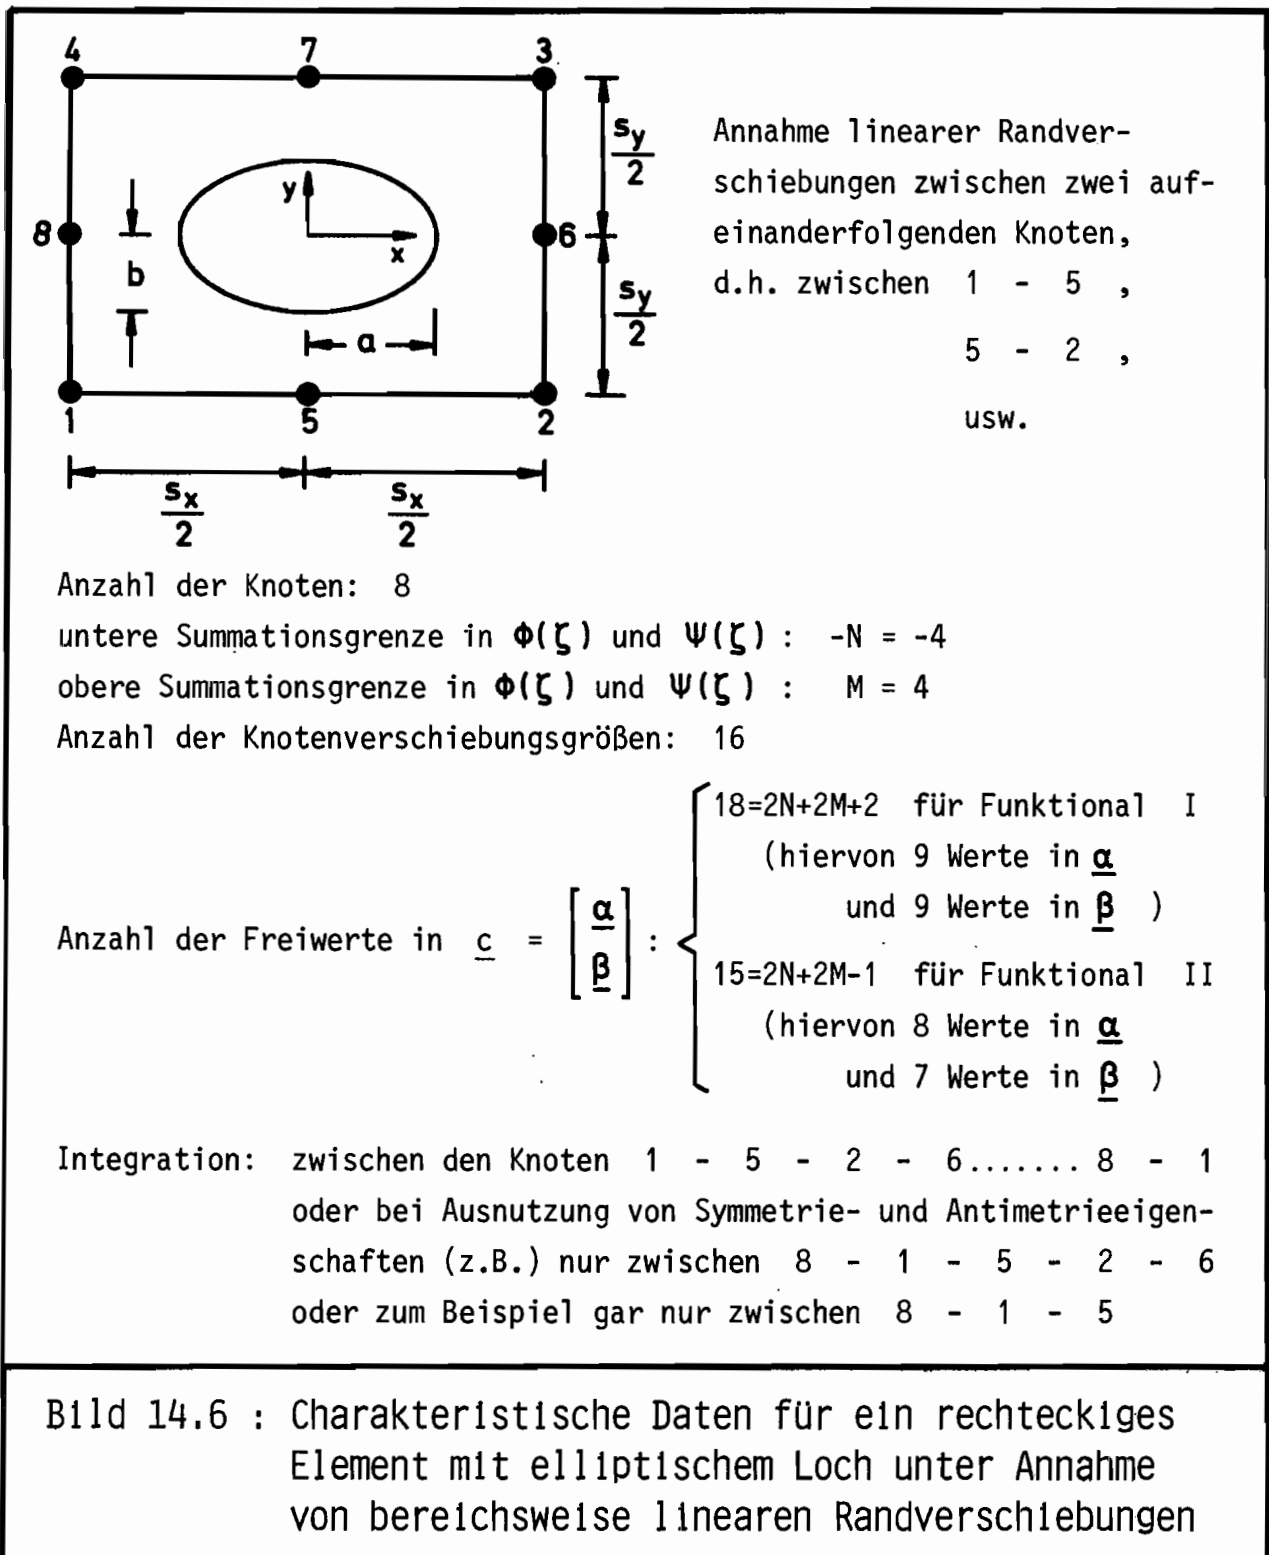 4 7 3
s_y/2
y
8 6
x
b
s_y/2
a
1 5 2
s_x/2 s_x/2
Annahme linearer Randver-
schiebungen zwischen zwei auf-
einanderfolgenden Knoten,
d.h. zwischen 1 - 5 ,
5 - 2 ,
usw.
Anzahl der Knoten: 8
untere Summationsgrenze in Φ(ζ) und Ψ(ζ) : -N = -4
obere Summationsgrenze in Φ(ζ) und Ψ(ζ) : M = 4
Anzahl der Knotenverschiebungsgrößen: 16
18=2N+2M+2 für Funktional I
(hiervon 9 Werte in α
und 9 Werte in β )
Anzahl der Freiwerte in c = [α β] :
15=2N+2M-1 für Funktional II
(hiervon 8 Werte in α
und 7 Werte in β )
Integration: zwischen den Knoten 1 - 5 - 2 - 6....... 8 - 1
oder bei Ausnutzung von Symmetrie- und Antimetrieeigen-
schaften (z.B.) nur zwischen 8 - 1 - 5 - 2 - 6
oder zum Beispiel gar nur zwischen 8 - 1 - 5
Bild 14.6 : Charakteristische Daten für ein rechteckiges
Element mit elliptischem Loch unter Annahme
von bereichsweise linearen Randverschiebungen